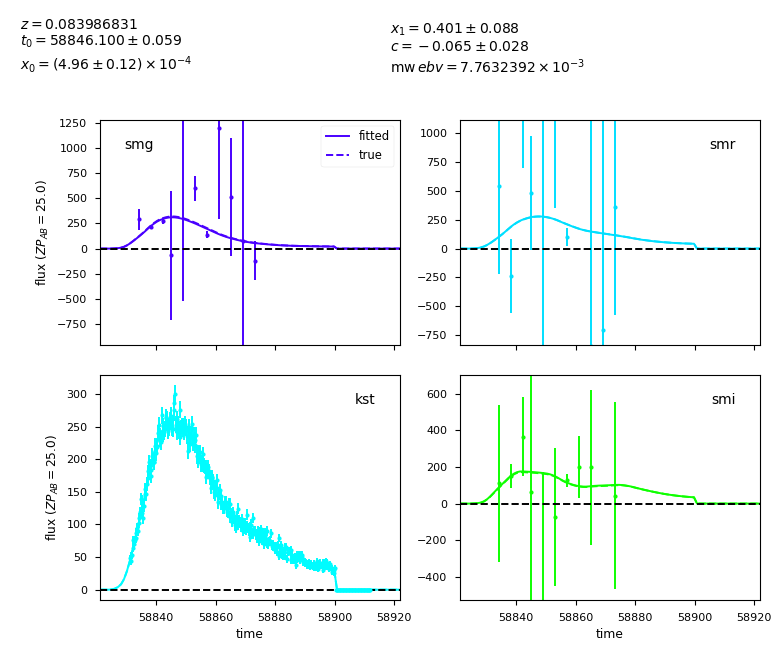 z = 0.083986831
t₀ = 58846.100 ± 0.059
x₀ = (4.96 ± 0.12) × 10⁻⁴
x₁ = 0.401 ± 0.088
c = −0.065 ± 0.028
mw ebv = 7.7632392 × 10⁻³
1250
1000
750
500
250
0
−250
−500
−750
flux (ZP_AB = 25.0)
smg
fitted
true
1000
750
500
250
0
−250
−500
−750
smr
300
250
200
150
100
50
0
flux (ZP_AB = 25.0)
kst
58840 58860 58880 58900 58920
time
600
400
200
0
−200
−400
smi
58840 58860 58880 58900 58920
time